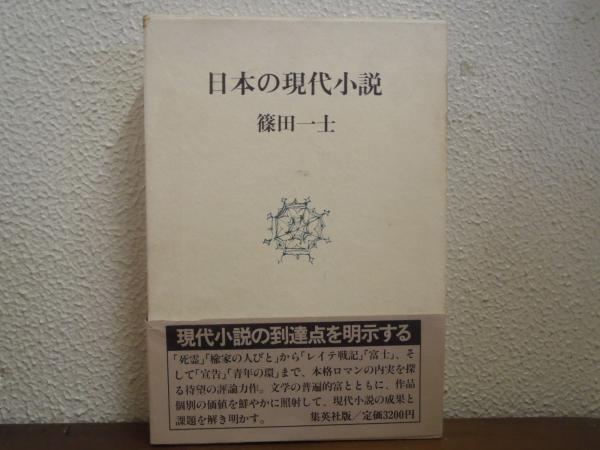 日本の現代小説
篠田一士
現代小説の到達点を明示する
「死霊」「楡家の人びと」から「レイテ戦記」「富士」、そ
して「宣告」「青年の環」まで、本格ロマンの内実を探
る待望の評論力作。文学の普遍的富とともに、作品
個別の価値を鮮やかに照射して、現代小説の成果と
課題を解き明かす。 集英社版/定価3200円